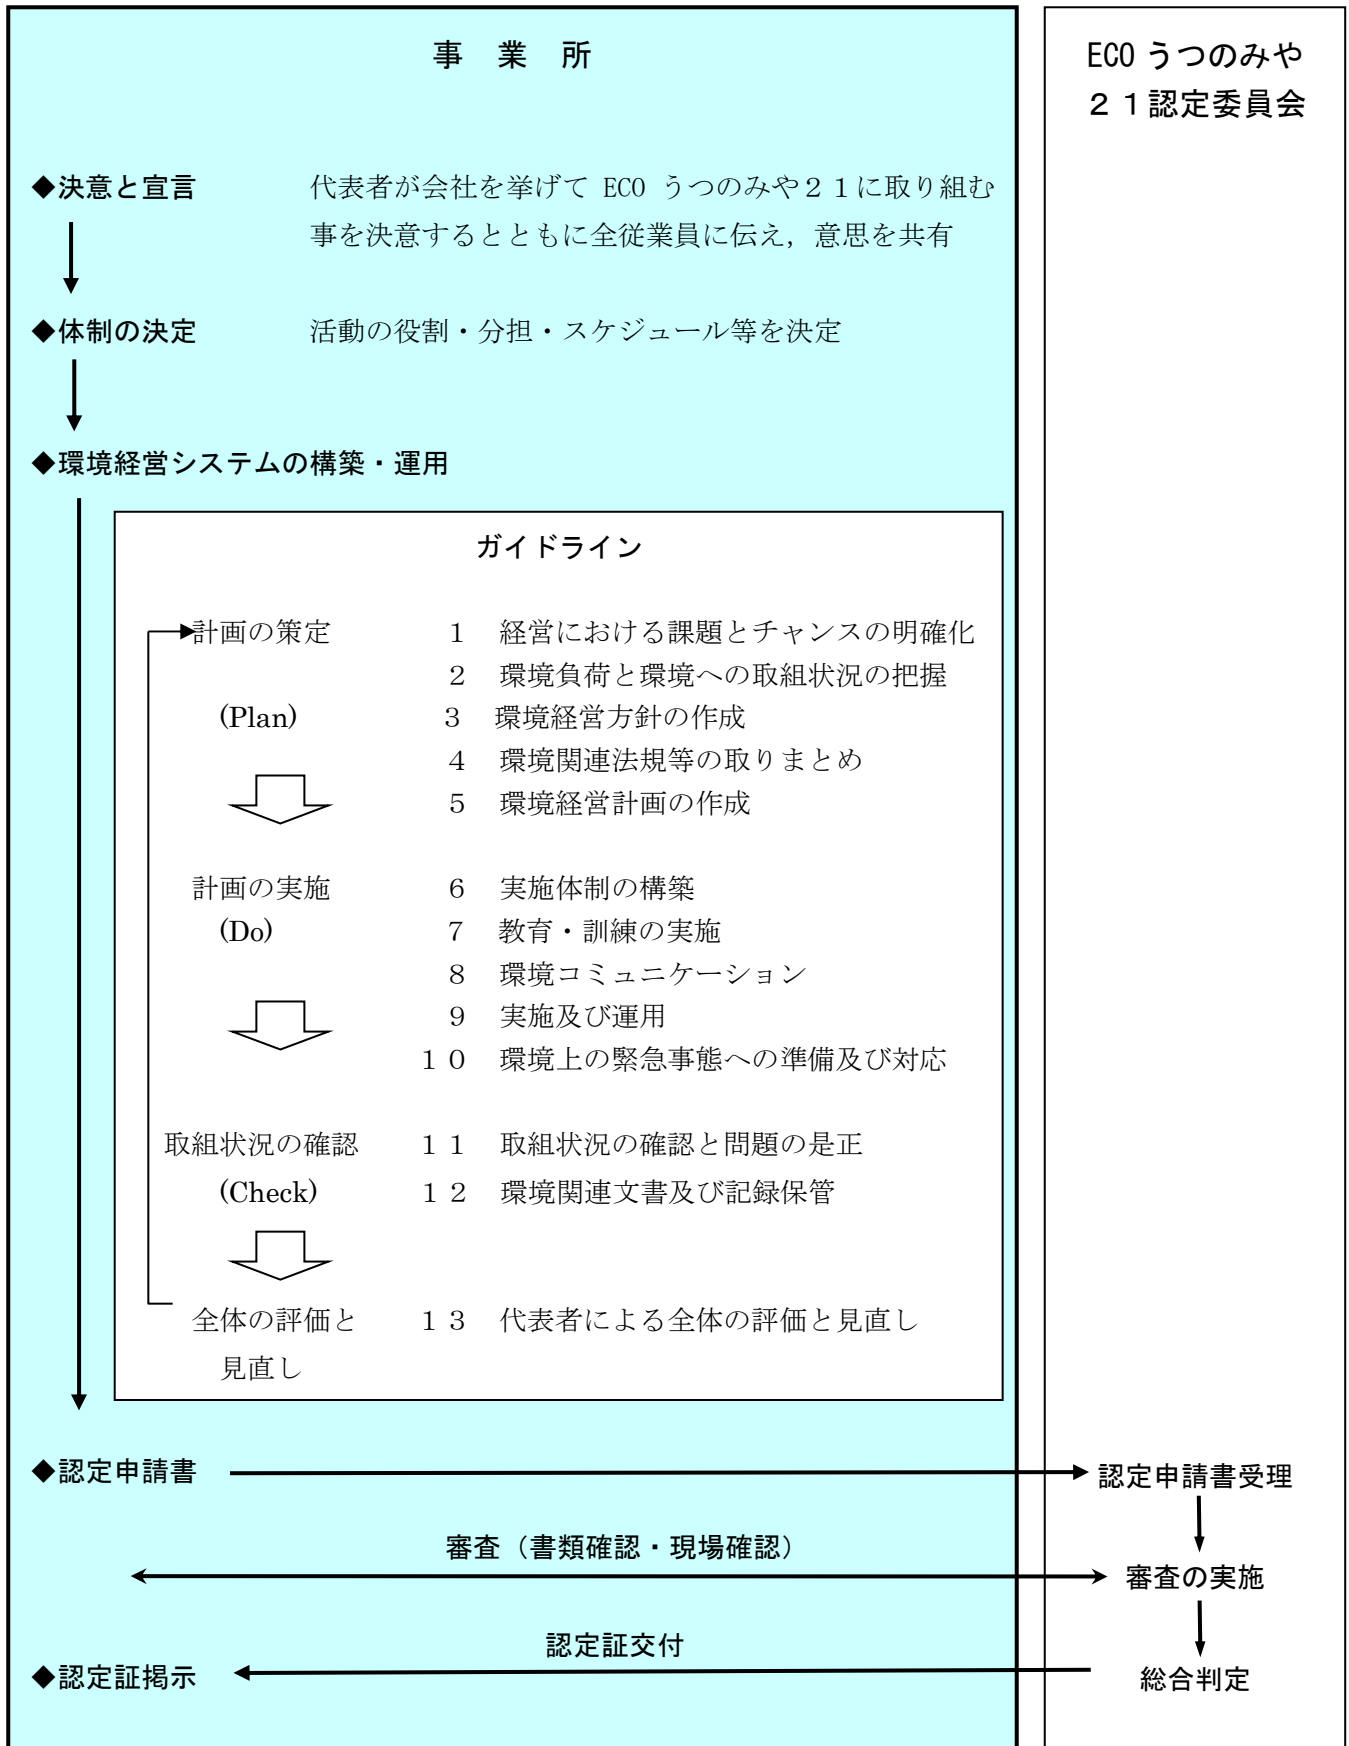 事　業　所
ECO うつのみや
２１認定委員会
◆決意と宣言　代表者が会社を挙げて ECO うつのみや２１に取り組む
事を決意するとともに全従業員に伝え，意思を共有
◆体制の決定　活動の役割・分担・スケジュール等を決定
◆環境経営システムの構築・運用
ガイドライン
計画の策定　１　経営における課題とチャンスの明確化
２　環境負荷と環境への取組状況の把握
(Plan)　３　環境経営方針の作成
４　環境関連法規等の取りまとめ
５　環境経営計画の作成
計画の実施　６　実施体制の構築
(Do)　７　教育・訓練の実施
８　環境コミュニケーション
９　実施及び運用
１０　環境上の緊急事態への準備及び対応
取組状況の確認　１１　取組状況の確認と問題の是正
(Check)　１２　環境関連文書及び記録保管
全体の評価と　１３　代表者による全体の評価と見直し
見直し
◆認定申請書　認定申請書受理
審査（書類確認・現場確認）
審査の実施
認定証交付
◆認定証掲示　総合判定